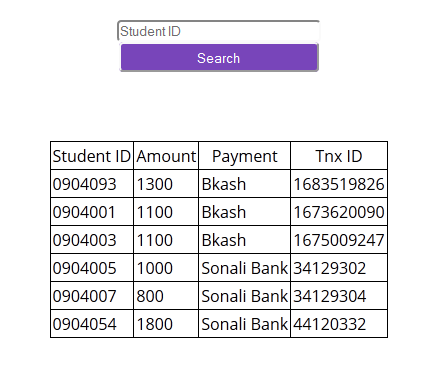 Student ID
Search
Student ID Amount Payment Tnx ID
0904093 1300 Bkash 1683519826
0904001 1100 Bkash 1673620090
0904003 1100 Bkash 1675009247
0904005 1000 Sonali Bank 34129302
0904007 800 Sonali Bank 34129304
0904054 1800 Sonali Bank 44120332